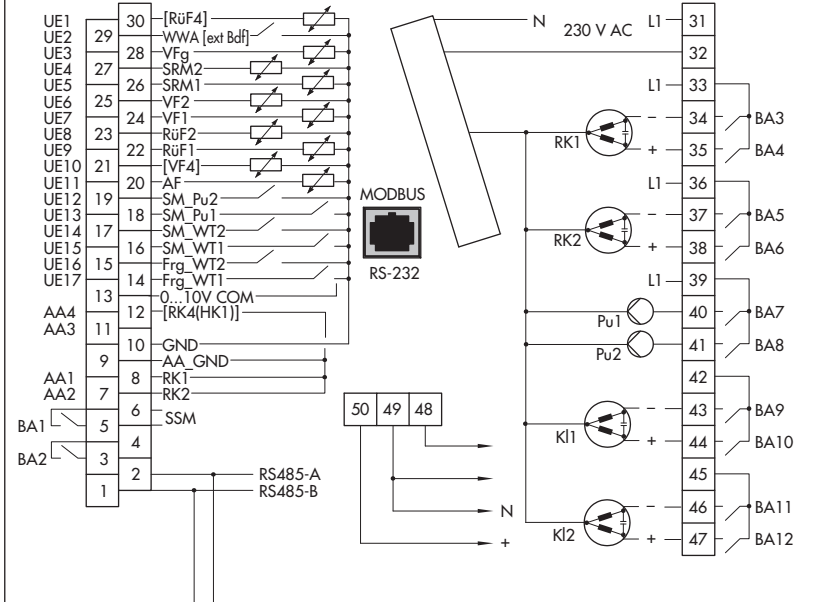 UE1 30 [RüF4]
UE2 29 WWA [ext Bdf]
UE3 28 VFg
UE4 27 SRM2
UE5 26 SRM1
UE6 25 VF2
UE7 24 VF1
UE8 23 RüF2
UE9 22 RüF1
UE10 21 [VF4]
UE11 20 AF
UE12 19 SM_Pu2
UE13 18 SM_Pu1
UE14 17 SM_WT2
UE15 16 SM_WT1
UE16 15 Frg_WT2
UE17 14 Frg_WT1
13 0...10V COM
AA4 12 [RK4(HK1)]
AA3 11
10 GND
9 AA_GND
AA1 8 RK1
AA2 7 RK2
6 SSM
BA1 5
4
BA2 3
2 RS485-A
1 RS485-B
MODBUS
RS-232
50 49 48
N
+
N 230 V AC L1 31
32
L1 33
RK1 - 34 BA3
+ 35 BA4
L1 36
RK2 - 37 BA5
+ 38 BA6
L1 39
Pu1 40 BA7
Pu2 41 BA8
42
Kl1 - 43 BA9
+ 44 BA10
45
Kl2 - 46 BA11
+ 47 BA12